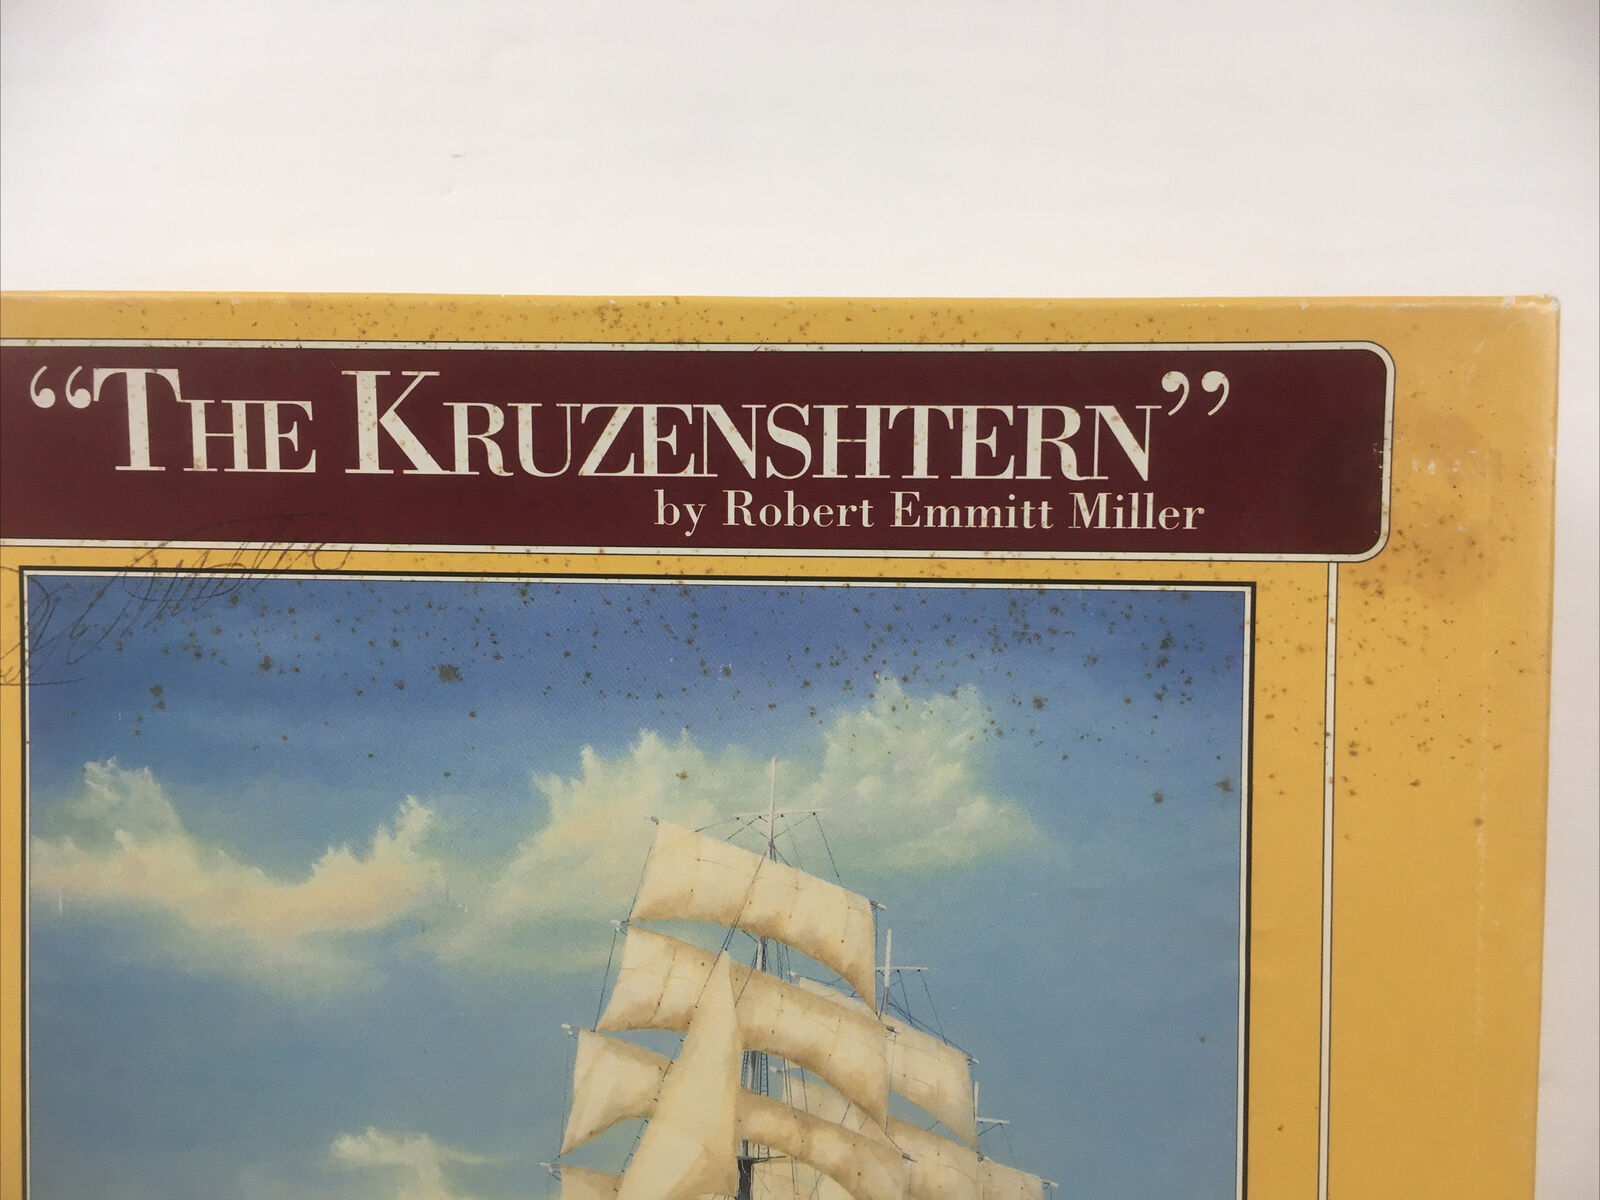 “The Kruzenshtern”
by Robert Emmitt Miller